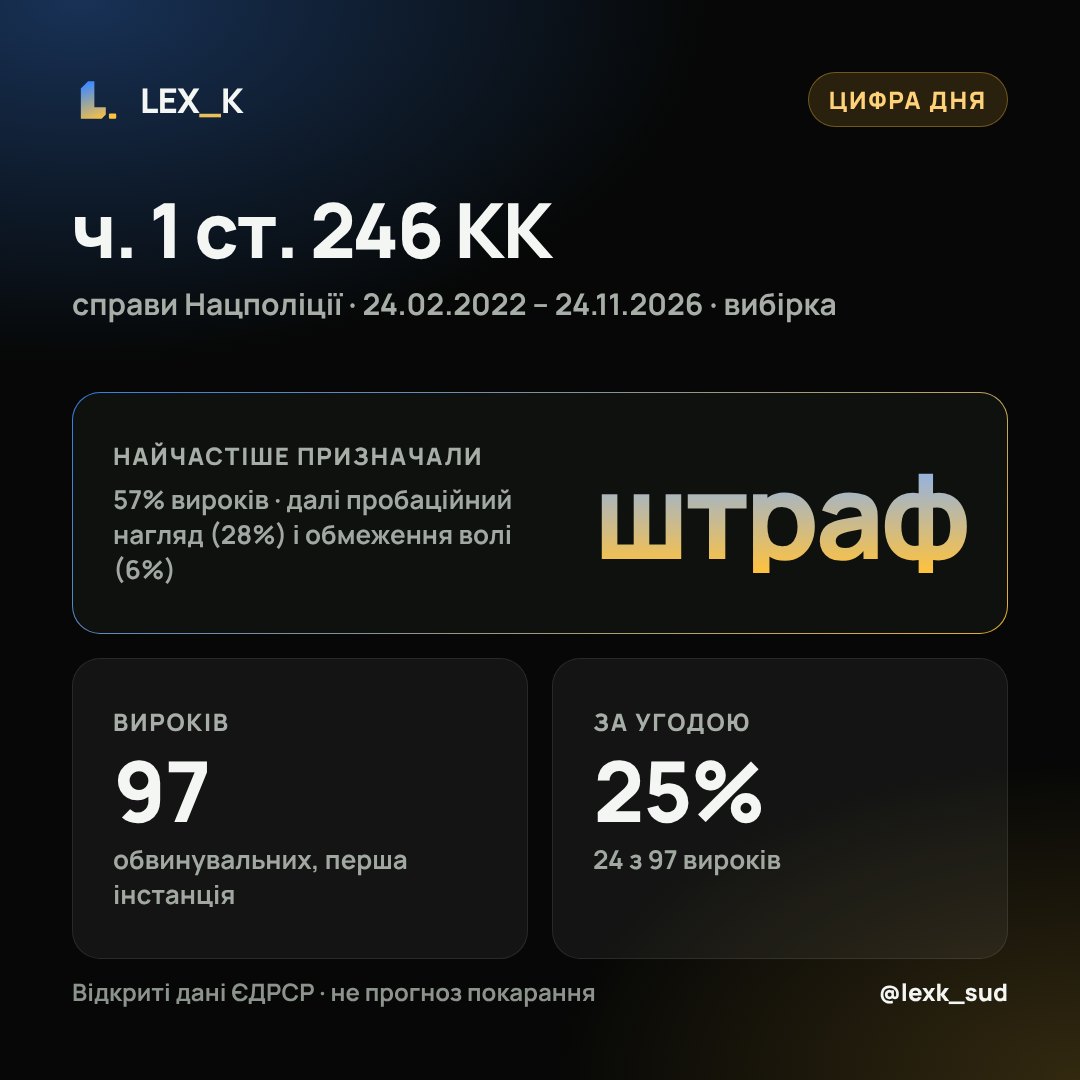 LEX_K
ЦИФРА ДНЯ
ч. 1 ст. 246 КК
справи Нацполіції · 24.02.2022 – 24.11.2026 · вибірка
НАЙЧАСТІШЕ ПРИЗНАЧАЛИ
57% вироків · далі пробаційний
нагляд (28%) і обмеження волі
(6%)
штраф
ВИРОКІВ
97
обвинувальних, перша
інстанція
ЗА УГОДОЮ
25%
24 з 97 вироків
Відкриті дані ЄДРСР · не прогноз покарання
@lexk_sud